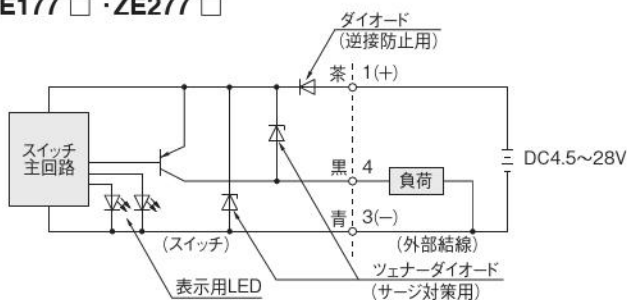 E177 □ ・ZE277 □
ダイオード
(逆接防止用)
茶 1(+)
スイッチ
主回路
DC4.5〜28V
黒 4
負荷
青 3(−)
(スイッチ)
(外部結線)
表示用LED
ツェナーダイオード
(サージ対策用)